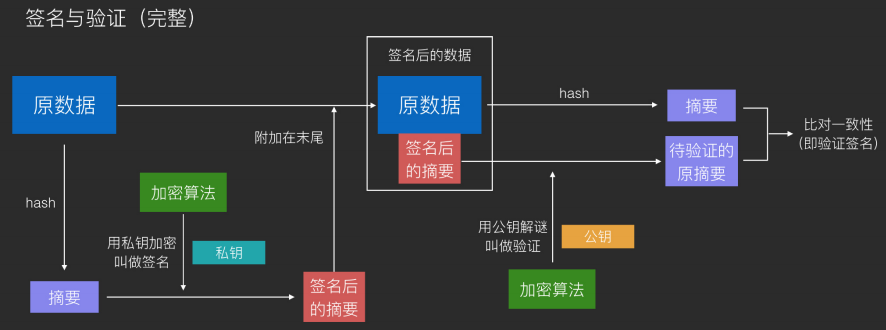 签名与验证（完整）
签名后的数据
原数据
原数据
hash
摘要
附加在末尾
签名后
的摘要
待验证的
原摘要
比对一致性
（即验证签名）
hash
加密算法
用私钥加密
叫做签名
私钥
用公钥解谜
叫做验证
公钥
摘要
签名后
的摘要
加密算法